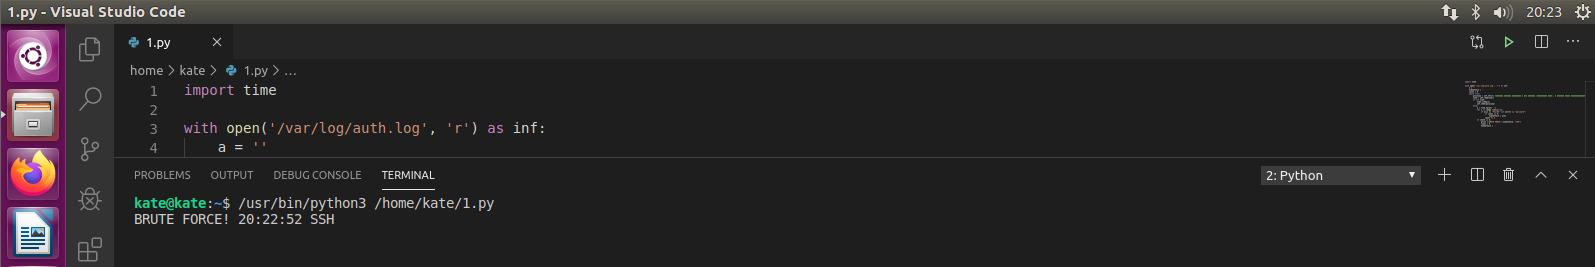 1.py - Visual Studio Code
20:23
1.py
home > kate > 1.py > ...
1 import time
2
3 with open('/var/log/auth.log', 'r') as inf:
4 a = ''
PROBLEMS OUTPUT DEBUG CONSOLE TERMINAL
2: Python
kate@kate:~$ /usr/bin/python3 /home/kate/1.py
BRUTE FORCE! 20:22:52 SSH